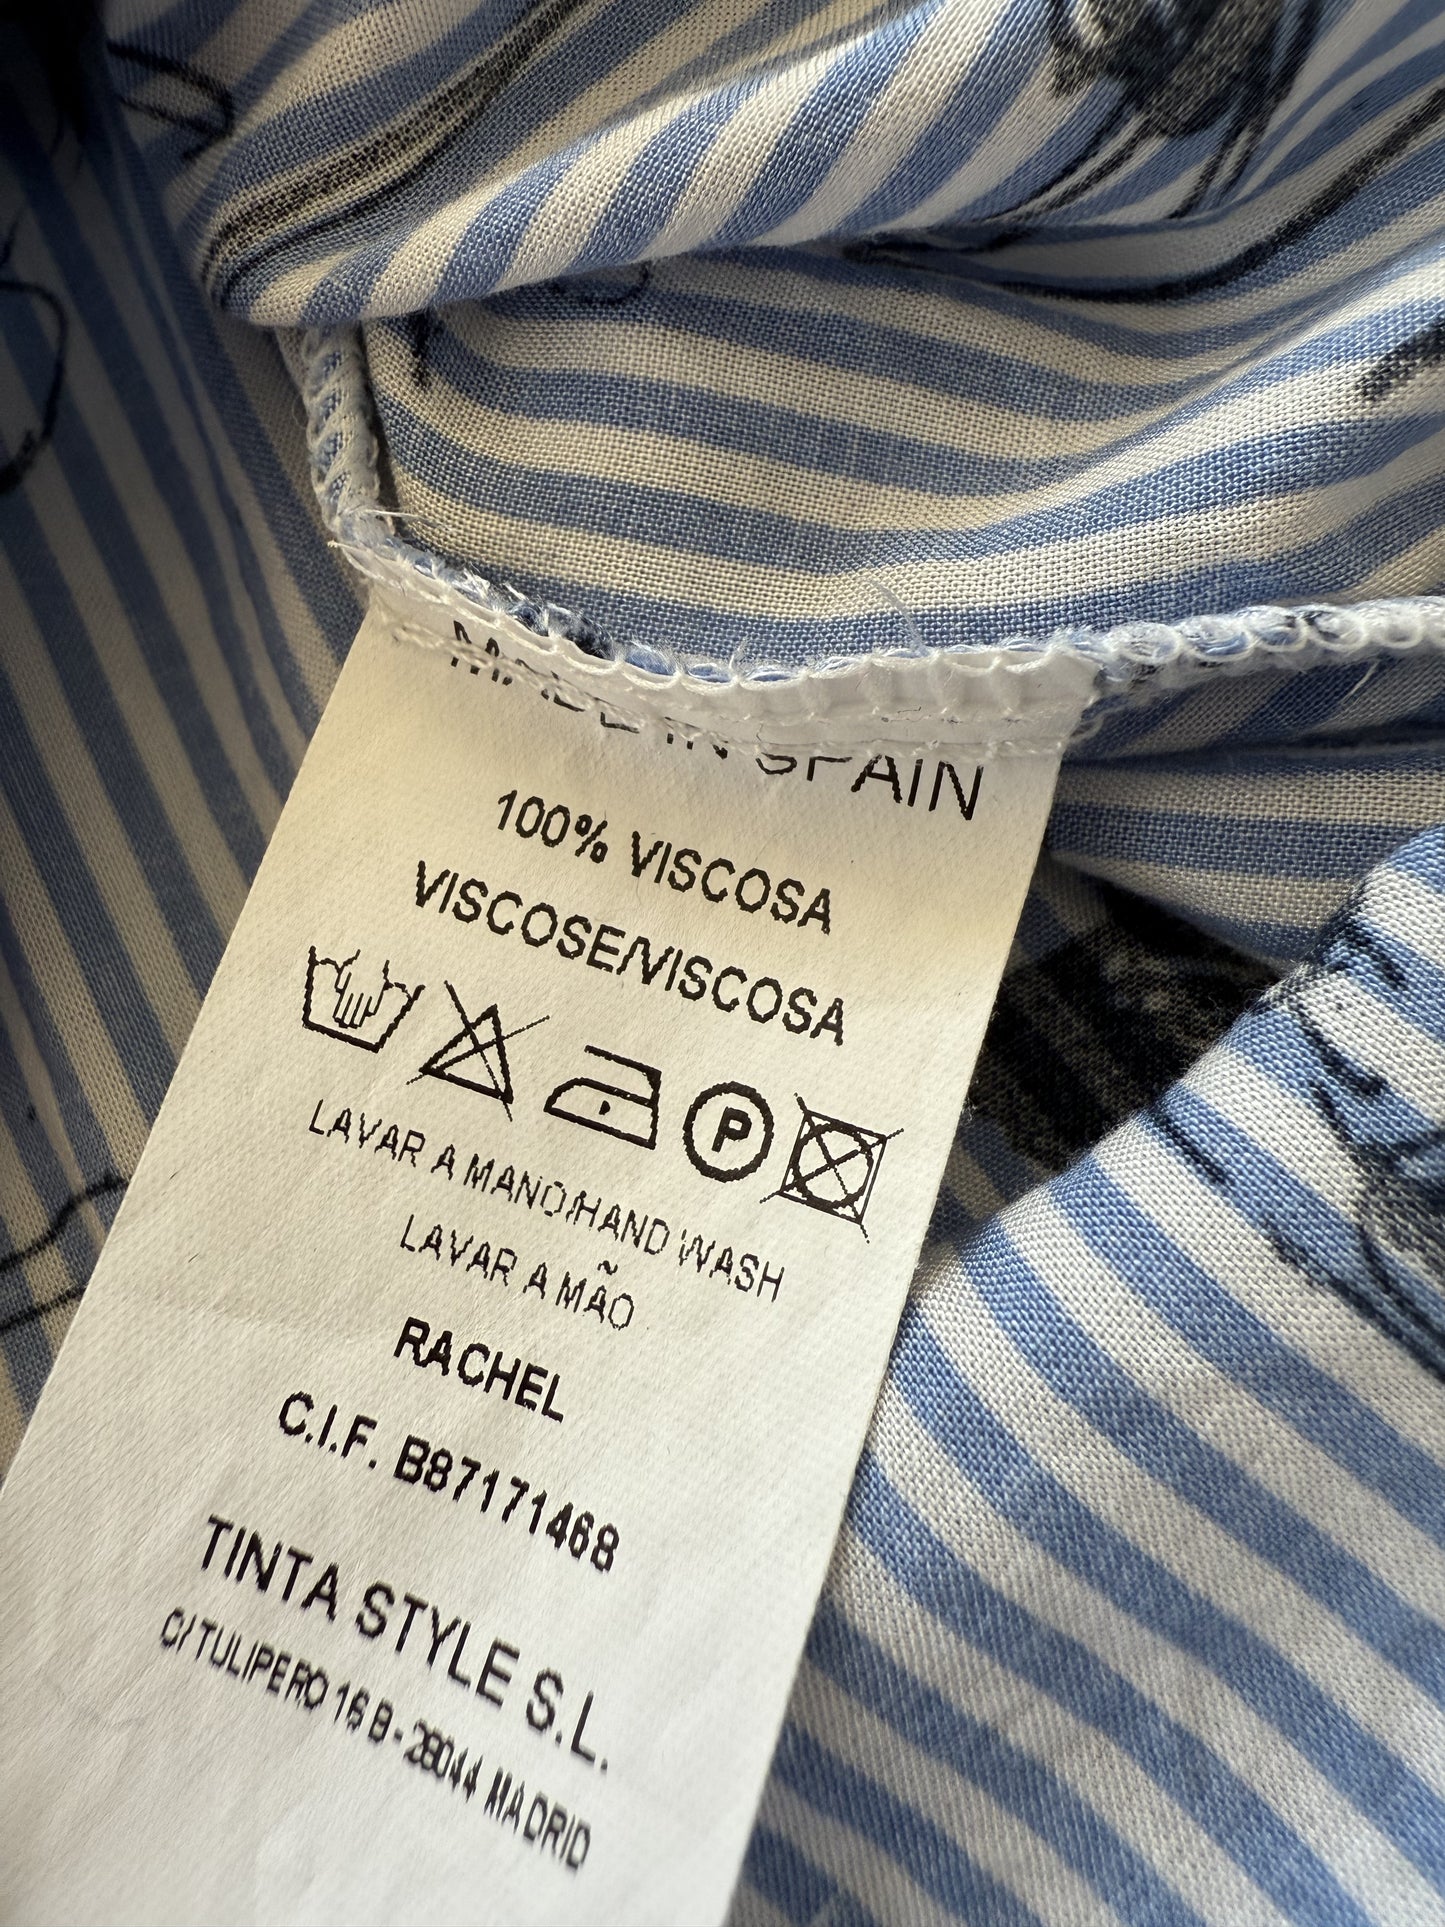 MADE IN SPAIN
100% VISCOSA
VISCOSE/VISCOSA
P
LAVAR A MANO/HAND WASH
LAVAR A MÃO
RACHEL
C.I.F. B87171468
TINTA STYLE S.L.
C/ TULIPERO 16 B - 28044 MADRID